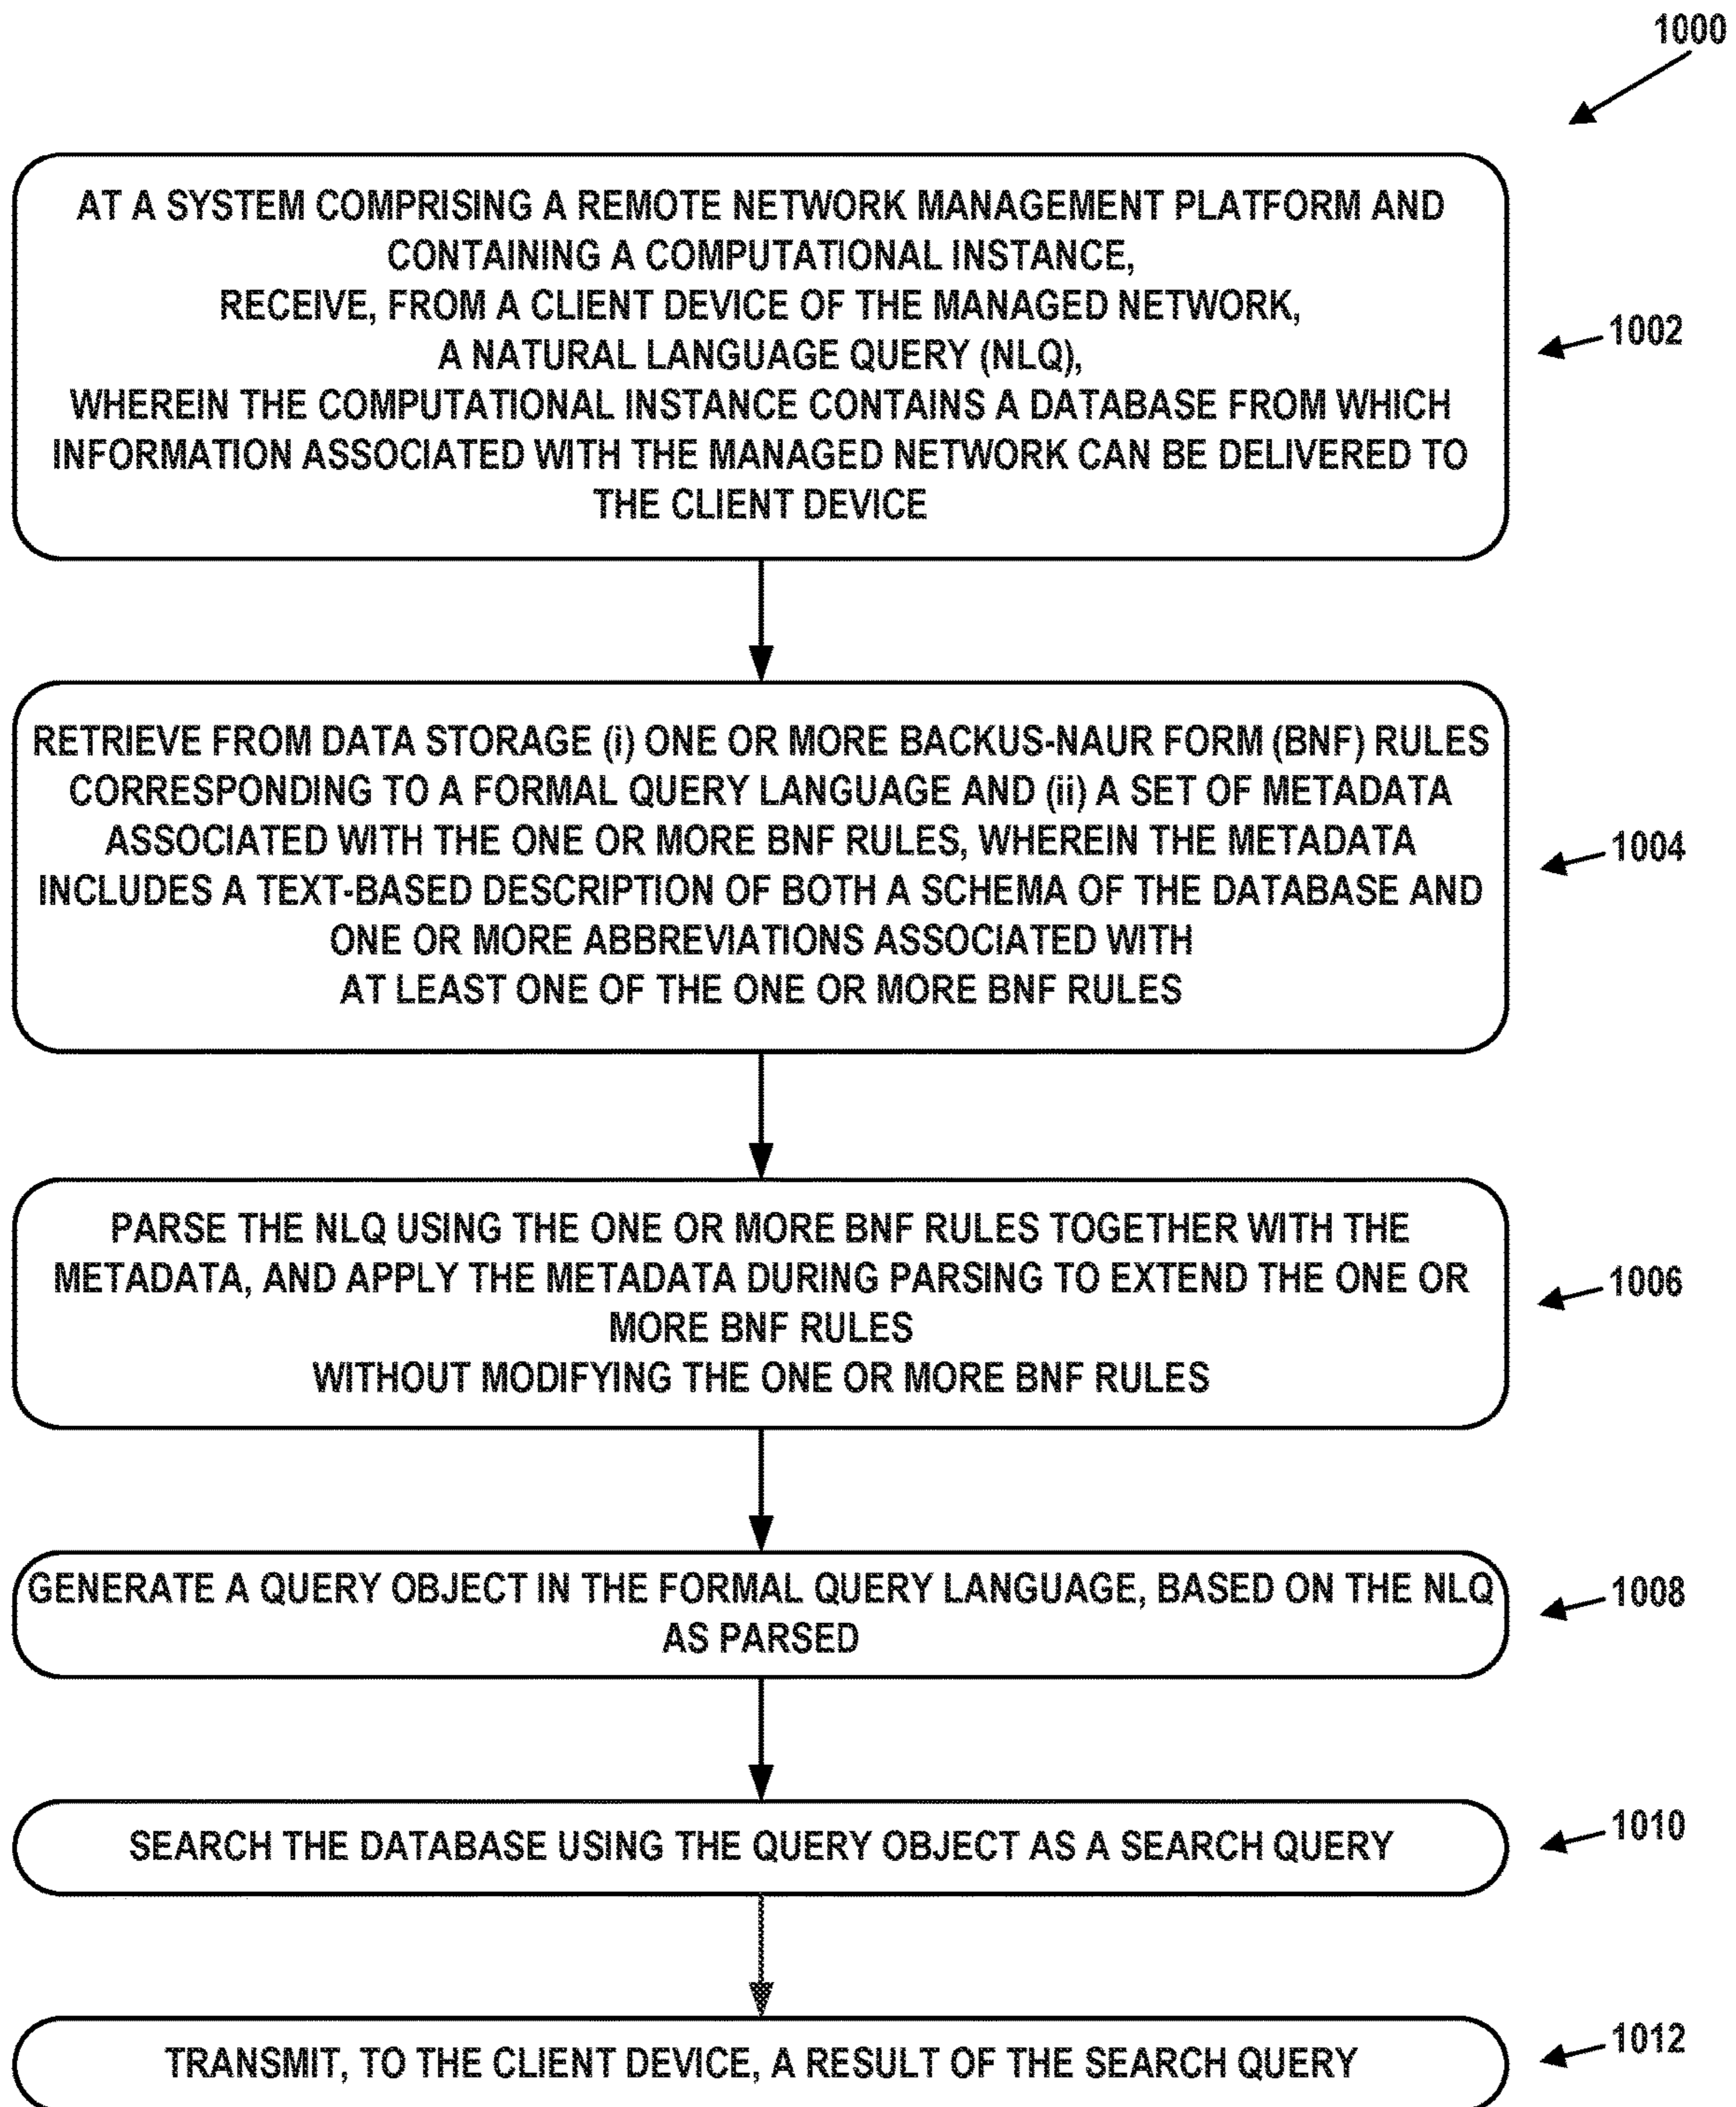 1000
AT A SYSTEM COMPRISING A REMOTE NETWORK MANAGEMENT PLATFORM AND
CONTAINING A COMPUTATIONAL INSTANCE,
RECEIVE, FROM A CLIENT DEVICE OF THE MANAGED NETWORK,
A NATURAL LANGUAGE QUERY (NLQ),
WHEREIN THE COMPUTATIONAL INSTANCE CONTAINS A DATABASE FROM WHICH
INFORMATION ASSOCIATED WITH THE MANAGED NETWORK CAN BE DELIVERED TO
THE CLIENT DEVICE
1002
RETRIEVE FROM DATA STORAGE (i) ONE OR MORE BACKUS-NAUR FORM (BNF) RULES
CORRESPONDING TO A FORMAL QUERY LANGUAGE AND (ii) A SET OF METADATA
ASSOCIATED WITH THE ONE OR MORE BNF RULES, WHEREIN THE METADATA
INCLUDES A TEXT-BASED DESCRIPTION OF BOTH A SCHEMA OF THE DATABASE AND
ONE OR MORE ABBREVIATIONS ASSOCIATED WITH
AT LEAST ONE OF THE ONE OR MORE BNF RULES
1004
PARSE THE NLQ USING THE ONE OR MORE BNF RULES TOGETHER WITH THE
METADATA, AND APPLY THE METADATA DURING PARSING TO EXTEND THE ONE OR
MORE BNF RULES
WITHOUT MODIFYING THE ONE OR MORE BNF RULES
1006
GENERATE A QUERY OBJECT IN THE FORMAL QUERY LANGUAGE, BASED ON THE NLQ
AS PARSED
1008
SEARCH THE DATABASE USING THE QUERY OBJECT AS A SEARCH QUERY
1010
TRANSMIT, TO THE CLIENT DEVICE, A RESULT OF THE SEARCH QUERY
1012